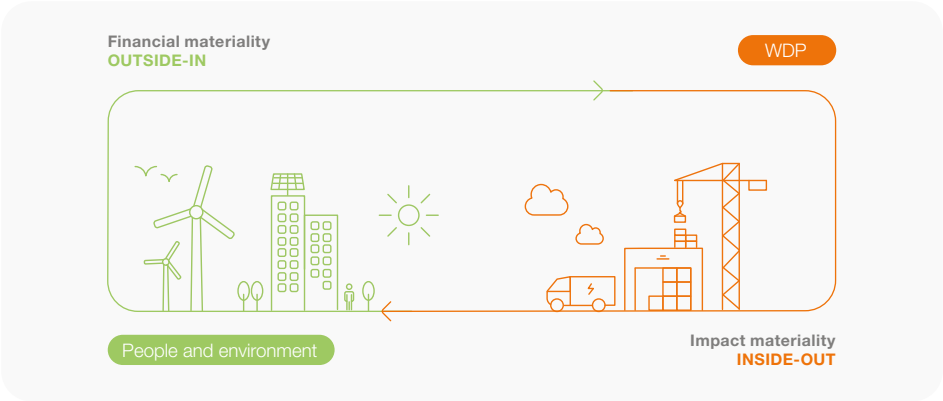 Financial materiality
OUTSIDE-IN
WDP
People and environment
Impact materiality
INSIDE-OUT